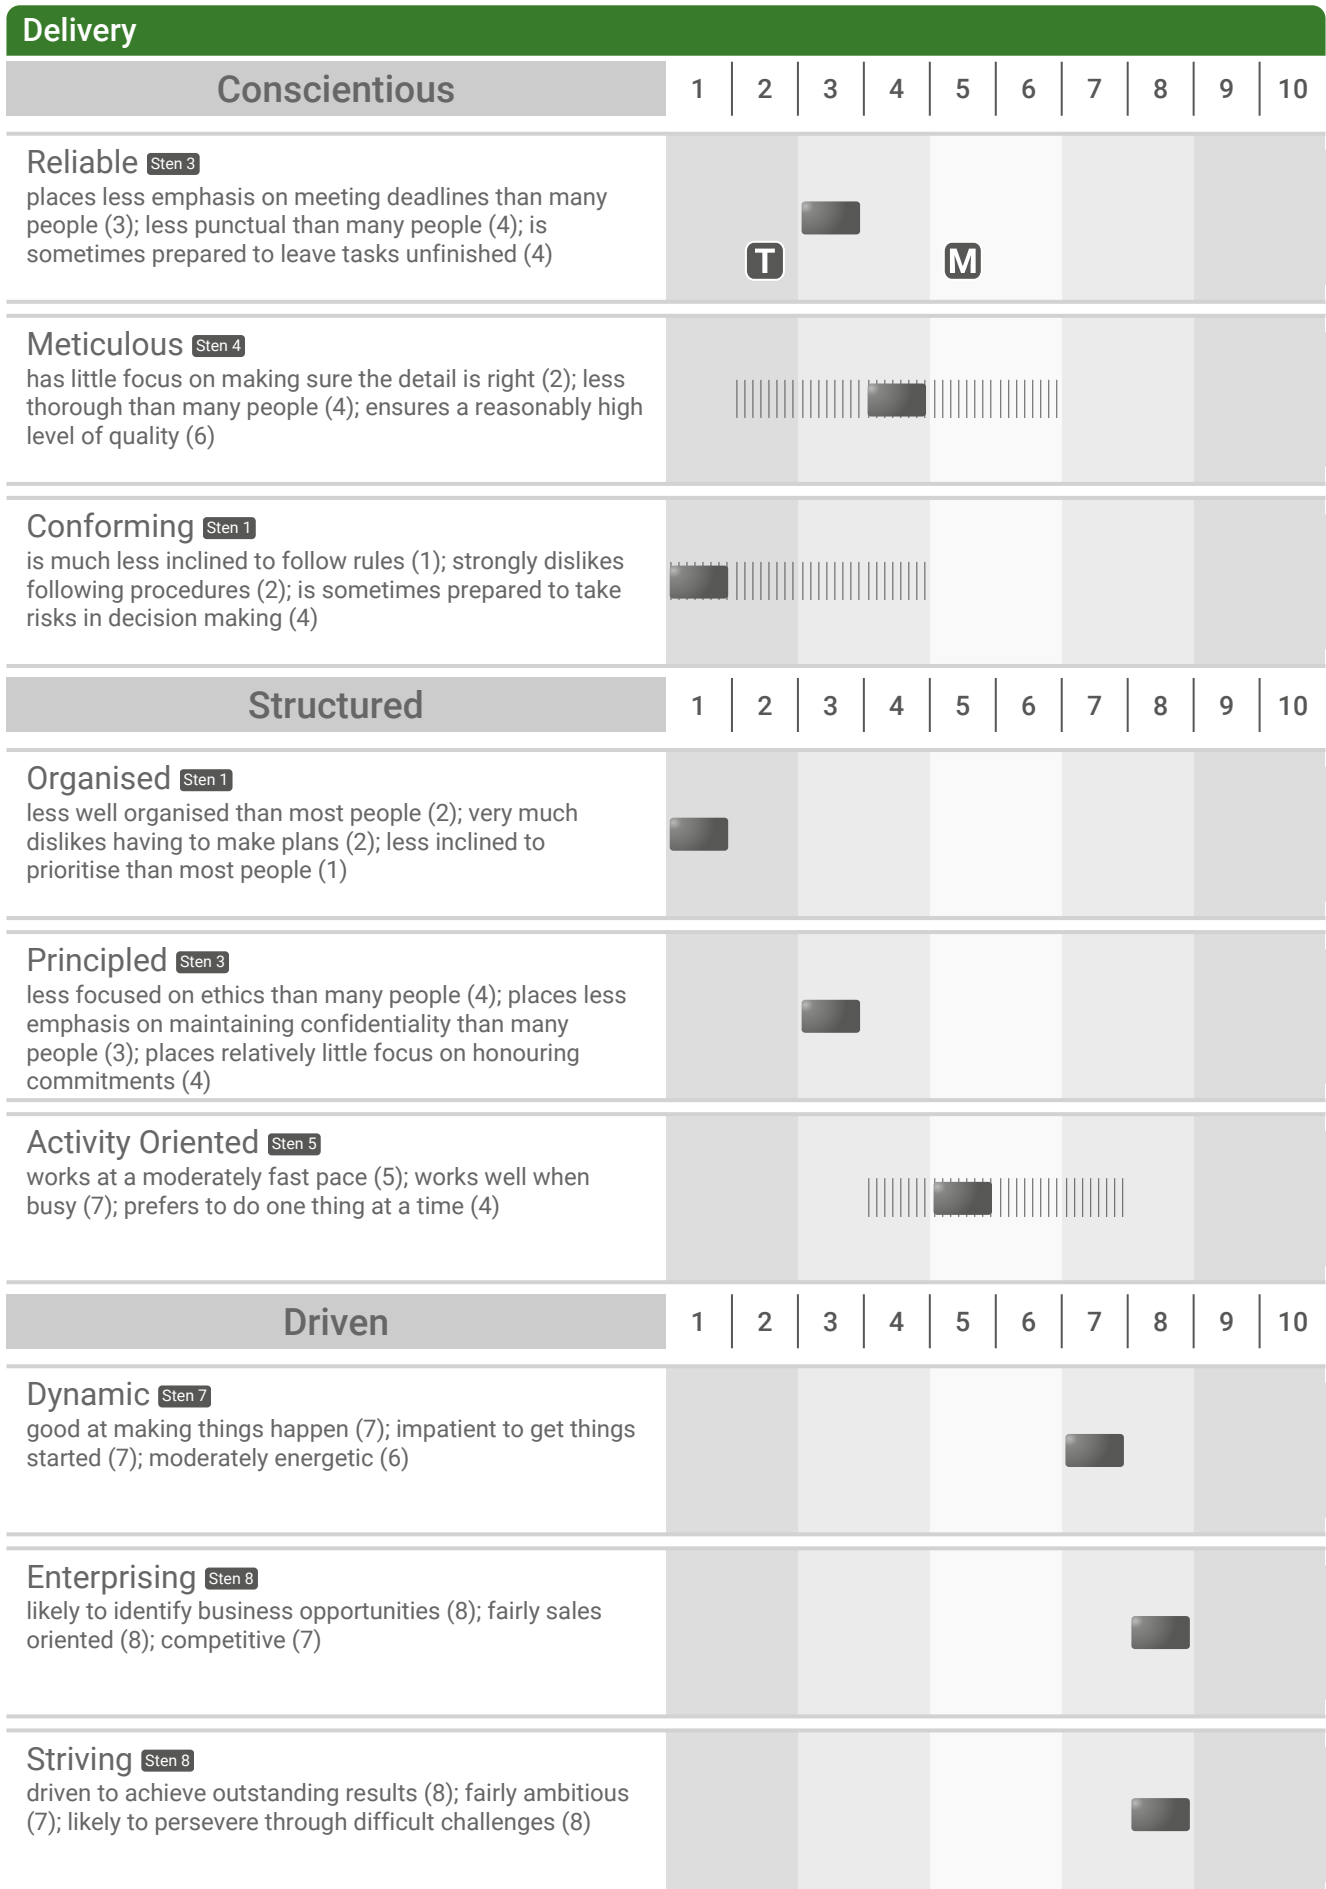 Delivery
Conscientious 1 2 3 4 5 6 7 8 9 10
Reliable Sten 3
places less emphasis on meeting deadlines than many
people (3); less punctual than many people (4); is
sometimes prepared to leave tasks unfinished (4)
T M
Meticulous Sten 4
has little focus on making sure the detail is right (2); less
thorough than many people (4); ensures a reasonably high
level of quality (6)
Conforming Sten 1
is much less inclined to follow rules (1); strongly dislikes
following procedures (2); is sometimes prepared to take
risks in decision making (4)
Structured 1 2 3 4 5 6 7 8 9 10
Organised Sten 1
less well organised than most people (2); very much
dislikes having to make plans (2); less inclined to
prioritise than most people (1)
Principled Sten 3
less focused on ethics than many people (4); places less
emphasis on maintaining confidentiality than many
people (3); places relatively little focus on honouring
commitments (4)
Activity Oriented Sten 5
works at a moderately fast pace (5); works well when
busy (7); prefers to do one thing at a time (4)
Driven 1 2 3 4 5 6 7 8 9 10
Dynamic Sten 7
good at making things happen (7); impatient to get things
started (7); moderately energetic (6)
Enterprising Sten 8
likely to identify business opportunities (8); fairly sales
oriented (8); competitive (7)
Striving Sten 8
driven to achieve outstanding results (8); fairly ambitious
(7); likely to persevere through difficult challenges (8)